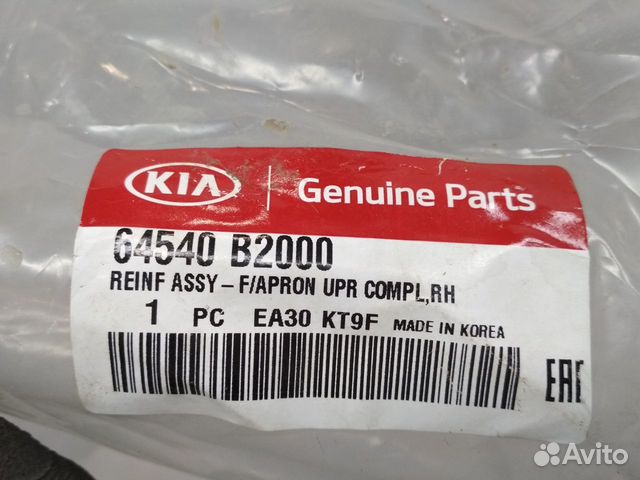 KIA
Genuine Parts
64540 B2000
REINF ASSY-F/APRON UPR COMPL,RH
1 PC EA30 KT9F MADE IN KOREA
EAC
Avito